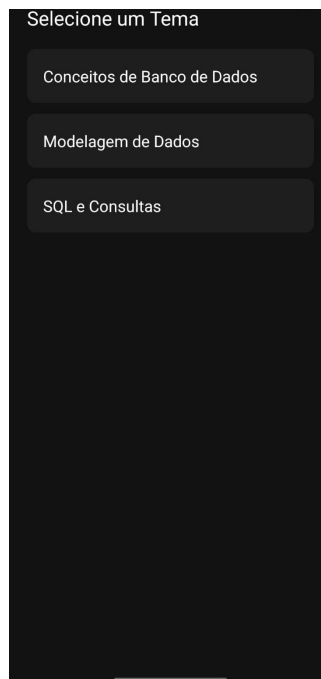 Selecione um Tema
Conceitos de Banco de Dados
Modelagem de Dados
SQL e Consultas